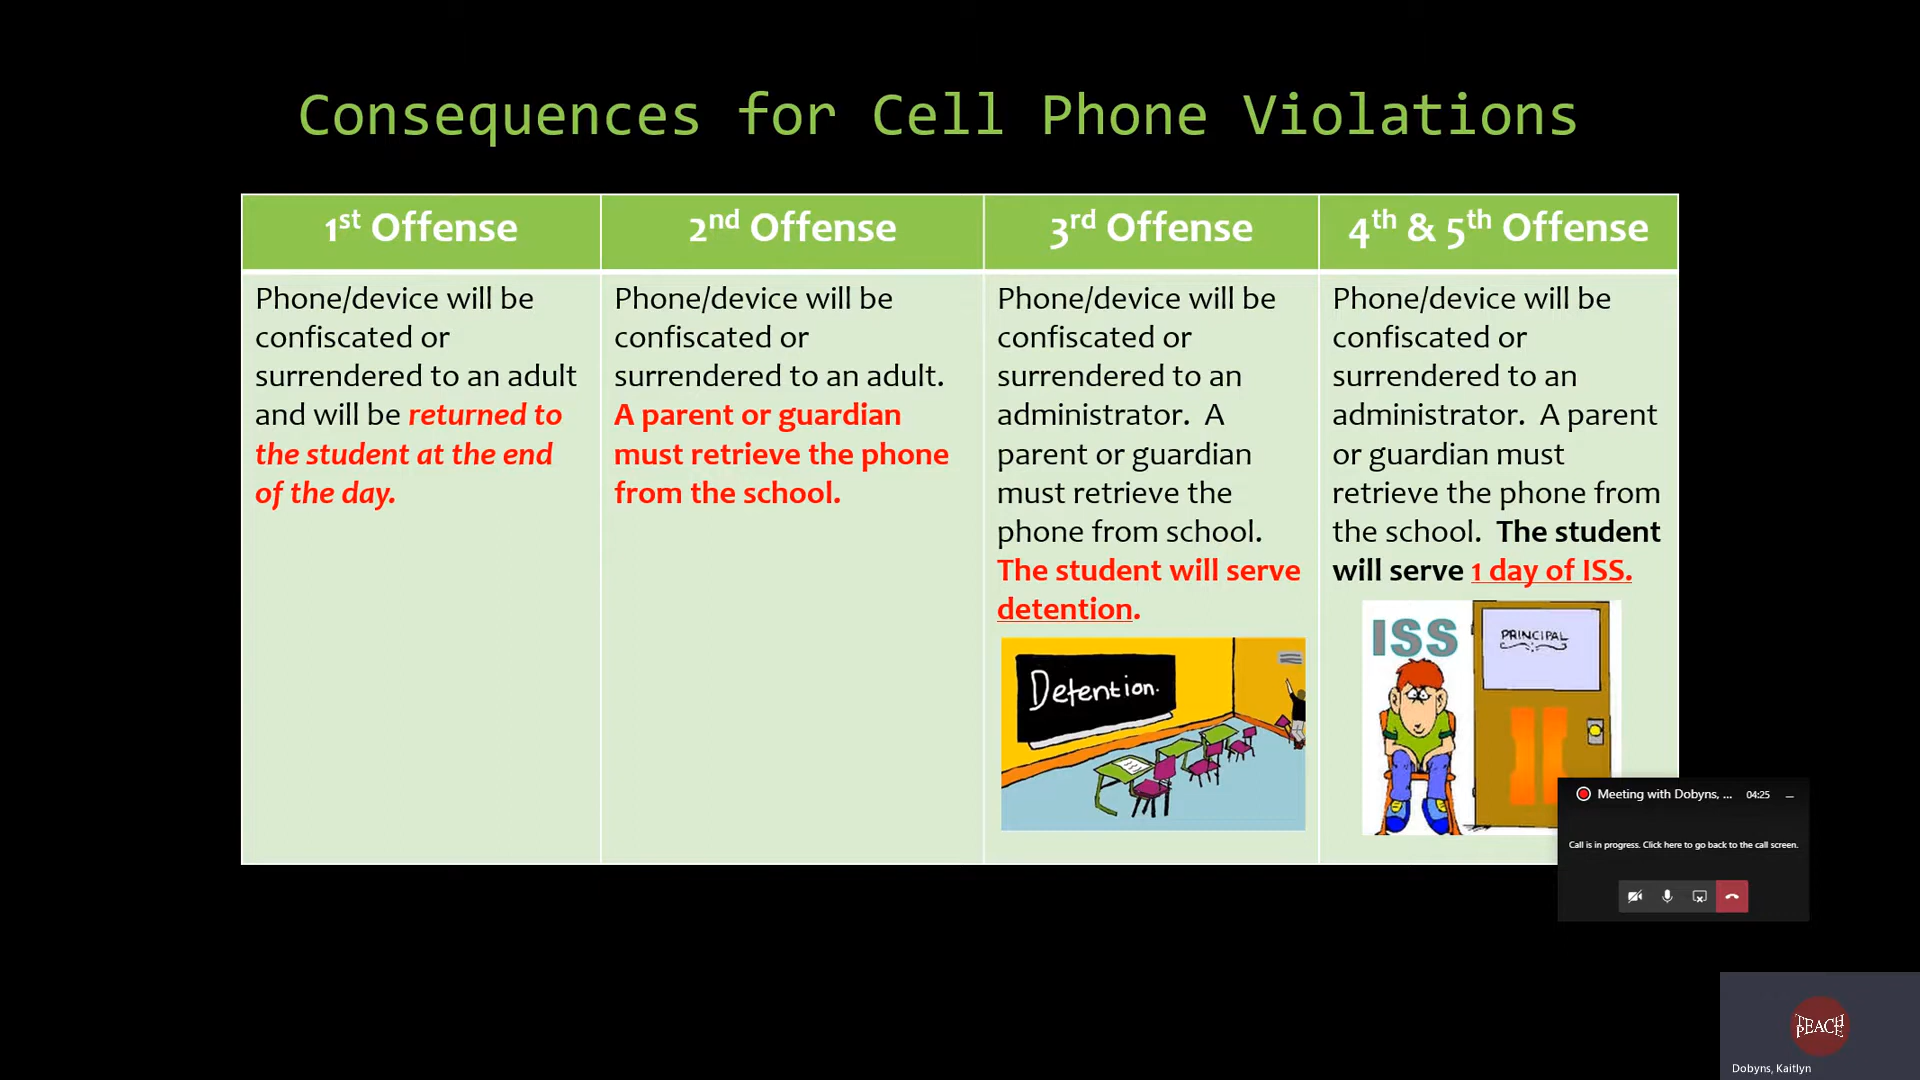 Consequences for Cell Phone Violations
1st Offense
2nd Offense
3rd Offense
4th & 5th Offense
Phone/device will be
confiscated or
surrendered to an adult
and will be returned to
the student at the end
of the day.
Phone/device will be
confiscated or
surrendered to an adult.
A parent or guardian
must retrieve the phone
from the school.
Phone/device will be
confiscated or
surrendered to an
administrator.  A
parent or guardian
must retrieve the
phone from school.
The student will serve
detention.
Detention.
Phone/device will be
confiscated or
surrendered to an
administrator.  A parent
or guardian must
retrieve the phone from
the school.  The student
will serve 1 day of ISS.
ISS
PRINCIPAL
Meeting with Dobyns, ...
04:25
Call is in progress. Click here to go back to the call screen.
TEACH
Dobyns, Kaitlyn